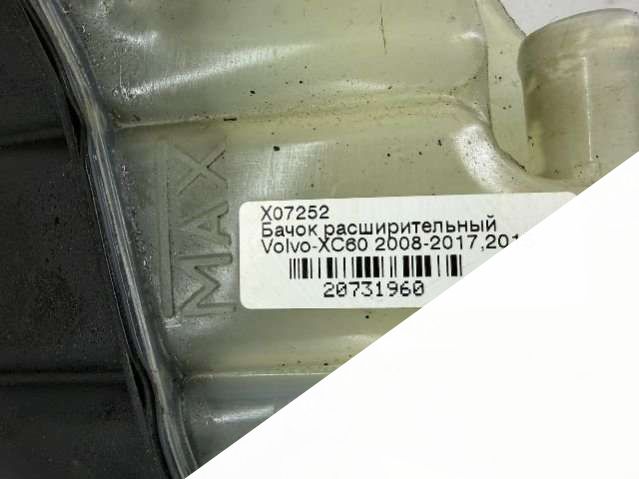 MAX
X07252
Бачок расширительный
Volvo-XC60 2008-2017,201
20731960